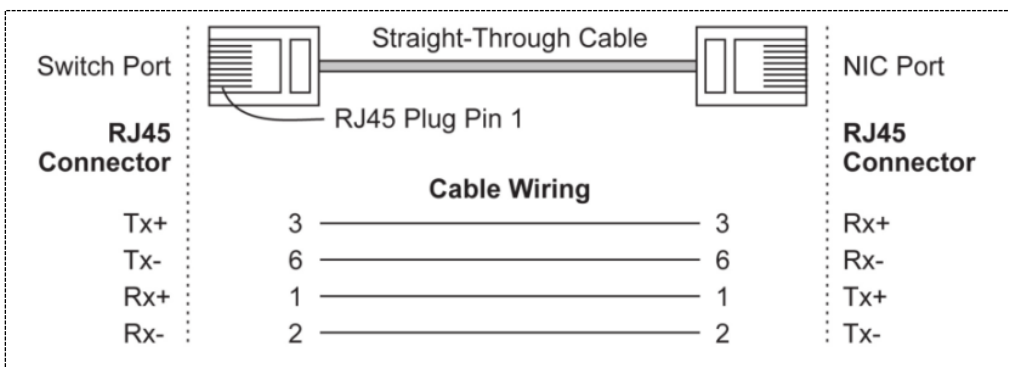 Straight-Through Cable
Switch Port
NIC Port
RJ45 Plug Pin 1
RJ45
Connector
RJ45
Connector
Cable Wiring
Tx+ 3 3 Rx+
Tx- 6 6 Rx-
Rx+ 1 1 Tx+
Rx- 2 2 Tx-